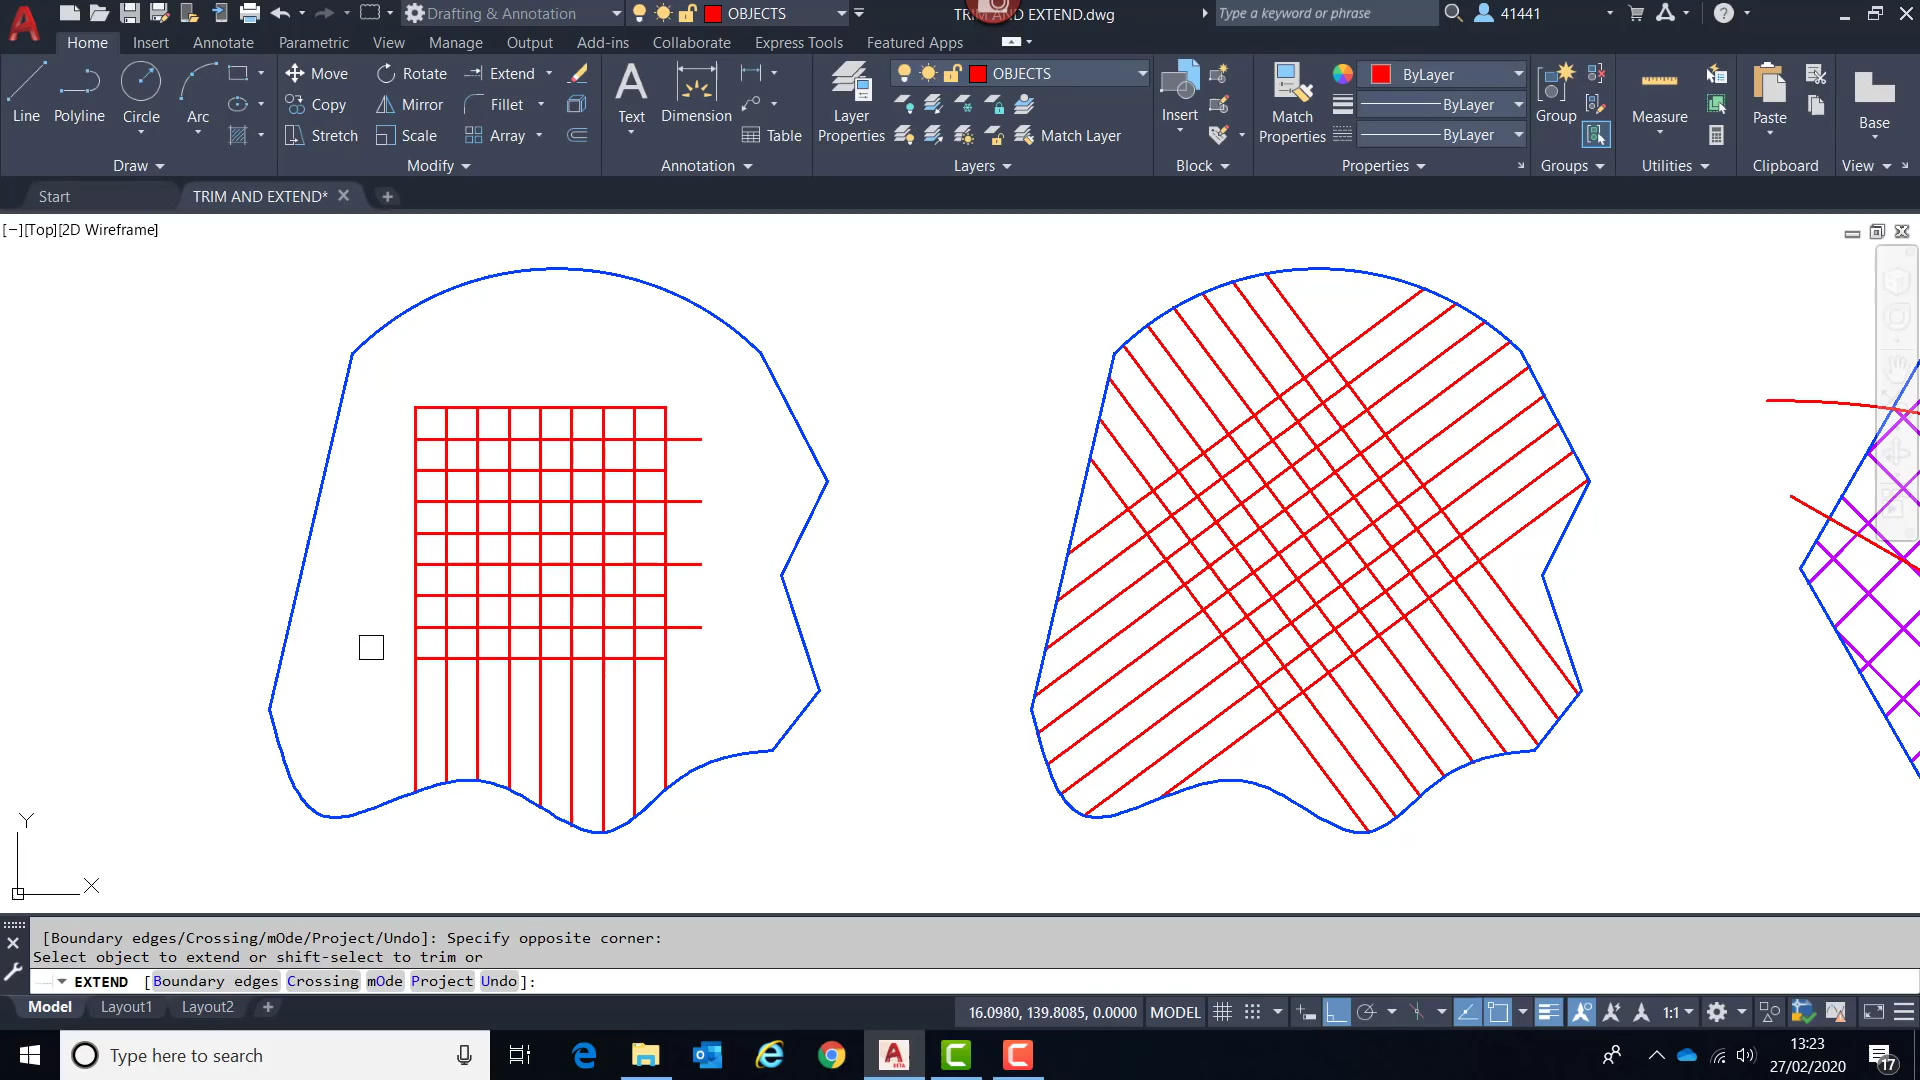 Drafting & Annotation
OBJECTS
TRIM AND EXTEND.dwg
Type a keyword or phrase
41441
Home
Insert
Annotate
Parametric
View
Manage
Output
Add-ins
Collaborate
Express Tools
Featured Apps
Line
Polyline
Circle
Arc
Draw
Move
Rotate
Extend
Copy
Mirror
Fillet
Stretch
Scale
Array
Modify
Text
Dimension
Table
Annotation
Layer
Properties
OBJECTS
Match Layer
Layers
Insert
Block
Match
Properties
ByLayer
ByLayer
ByLayer
Properties
Group
Groups
Measure
Utilities
Paste
Clipboard
Base
View
Start
TRIM AND EXTEND*
[−][Top][2D Wireframe]
Y
X
[Boundary edges/Crossing/mOde/Project/Undo]: Specify opposite corner:
Select object to extend or shift-select to trim or
EXTEND [Boundary edges Crossing mOde Project Undo]:
Model
Layout1
Layout2
16.0980, 139.8085, 0.0000
MODEL
1:1
Type here to search
13:23
27/02/2020
17